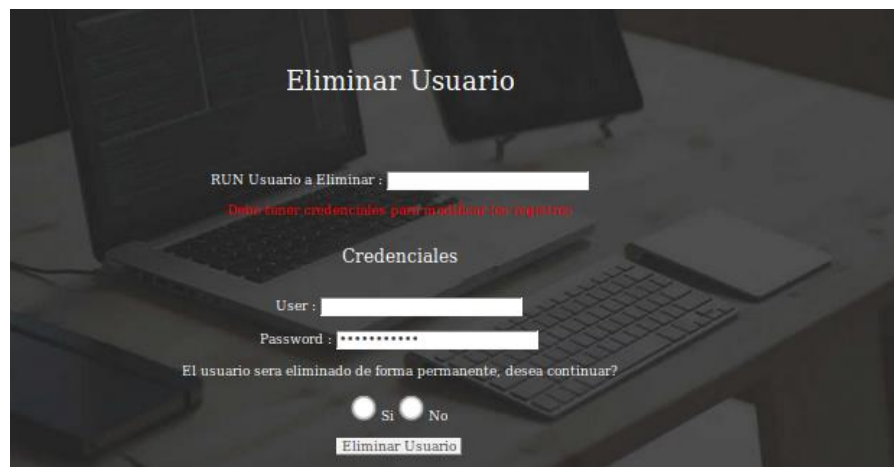 Eliminar Usuario
RUN Usuario a Eliminar :
Debe tener credenciales para modificar los registros
Credenciales
User :
Password : •••••••••••
El usuario sera eliminado de forma permanente, desea continuar?
Si No
Eliminar Usuario